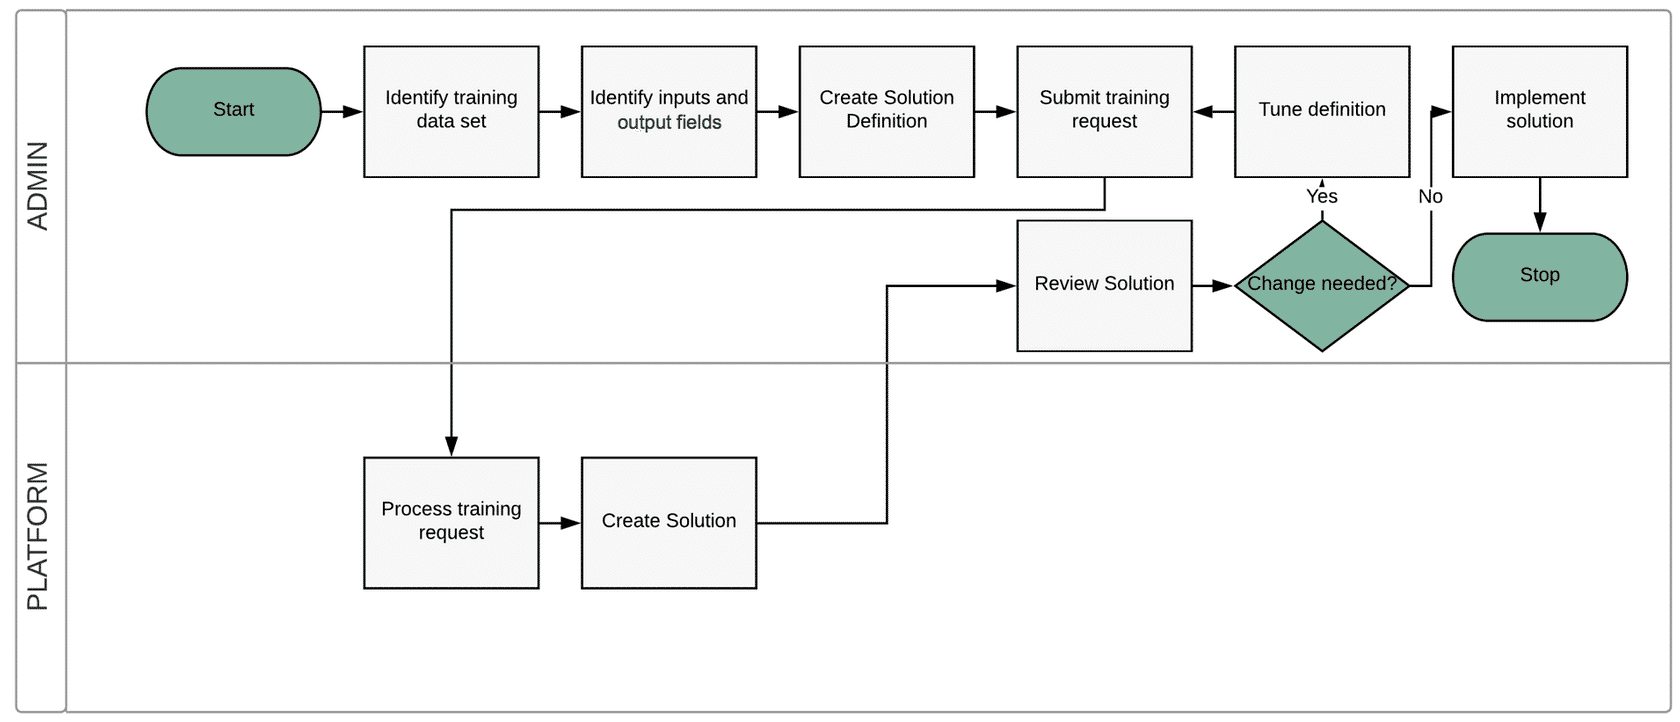 ADMIN
Start
Identify training
data set
Identify inputs and
output fields
Create Solution
Definition
Submit training
request
Tune definition
Implement
solution
Yes
No
Review Solution
Change needed?
Stop
PLATFORM
Process training
request
Create Solution